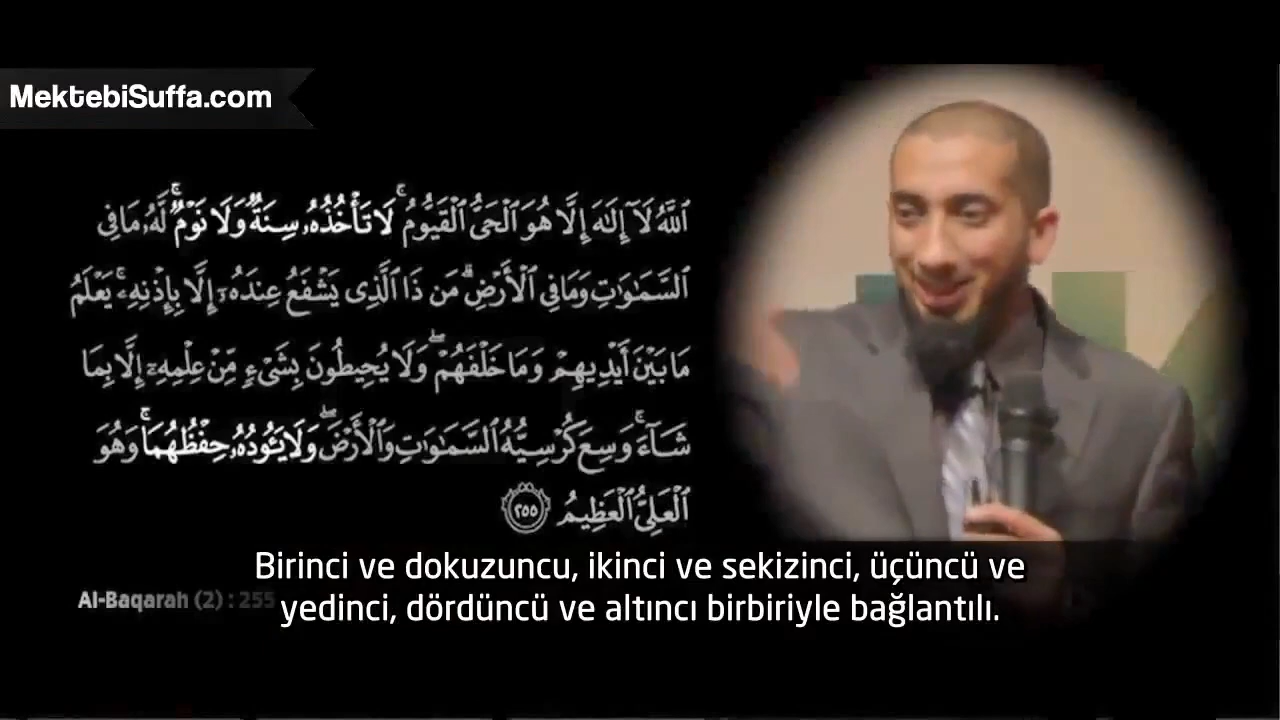 MektebiSuffa.com
ٱللَّهُ لَآ إِلَٰهَ إِلَّا هُوَ ٱلْحَىُّ ٱلْقَيُّومُ ۚ لَا تَأْخُذُهُۥ سِنَةٌ وَلَا نَوْمٌ ۚ لَّهُۥ مَا فِى
ٱلسَّمَٰوَٰتِ وَمَا فِى ٱلْأَرْضِ ۗ مَن ذَا ٱلَّذِى يَشْفَعُ عِندَهُۥٓ إِلَّا بِإِذْنِهِۦ ۚ يَعْلَمُ
مَا بَيْنَ أَيْدِيهِمْ وَمَا خَلْفَهُمْ ۖ وَلَا يُحِيطُونَ بِشَىْءٍ مِّنْ عِلْمِهِۦٓ إِلَّا بِمَا
شَآءَ ۚ وَسِعَ كُرْسِيُّهُ ٱلسَّمَٰوَٰتِ وَٱلْأَرْضَ ۖ وَلَا يَـُٔودُهُۥ حِفْظُهُمَا ۚ وَهُوَ
ٱلْعَلِىُّ ٱلْعَظِيمُ ٢٥٥
Birinci ve dokuzuncu, ikinci ve sekizinci, üçüncü ve
Al-Baqarah (2) : 255
yedinci, dördüncü ve altıncı birbiriyle bağlantılı.